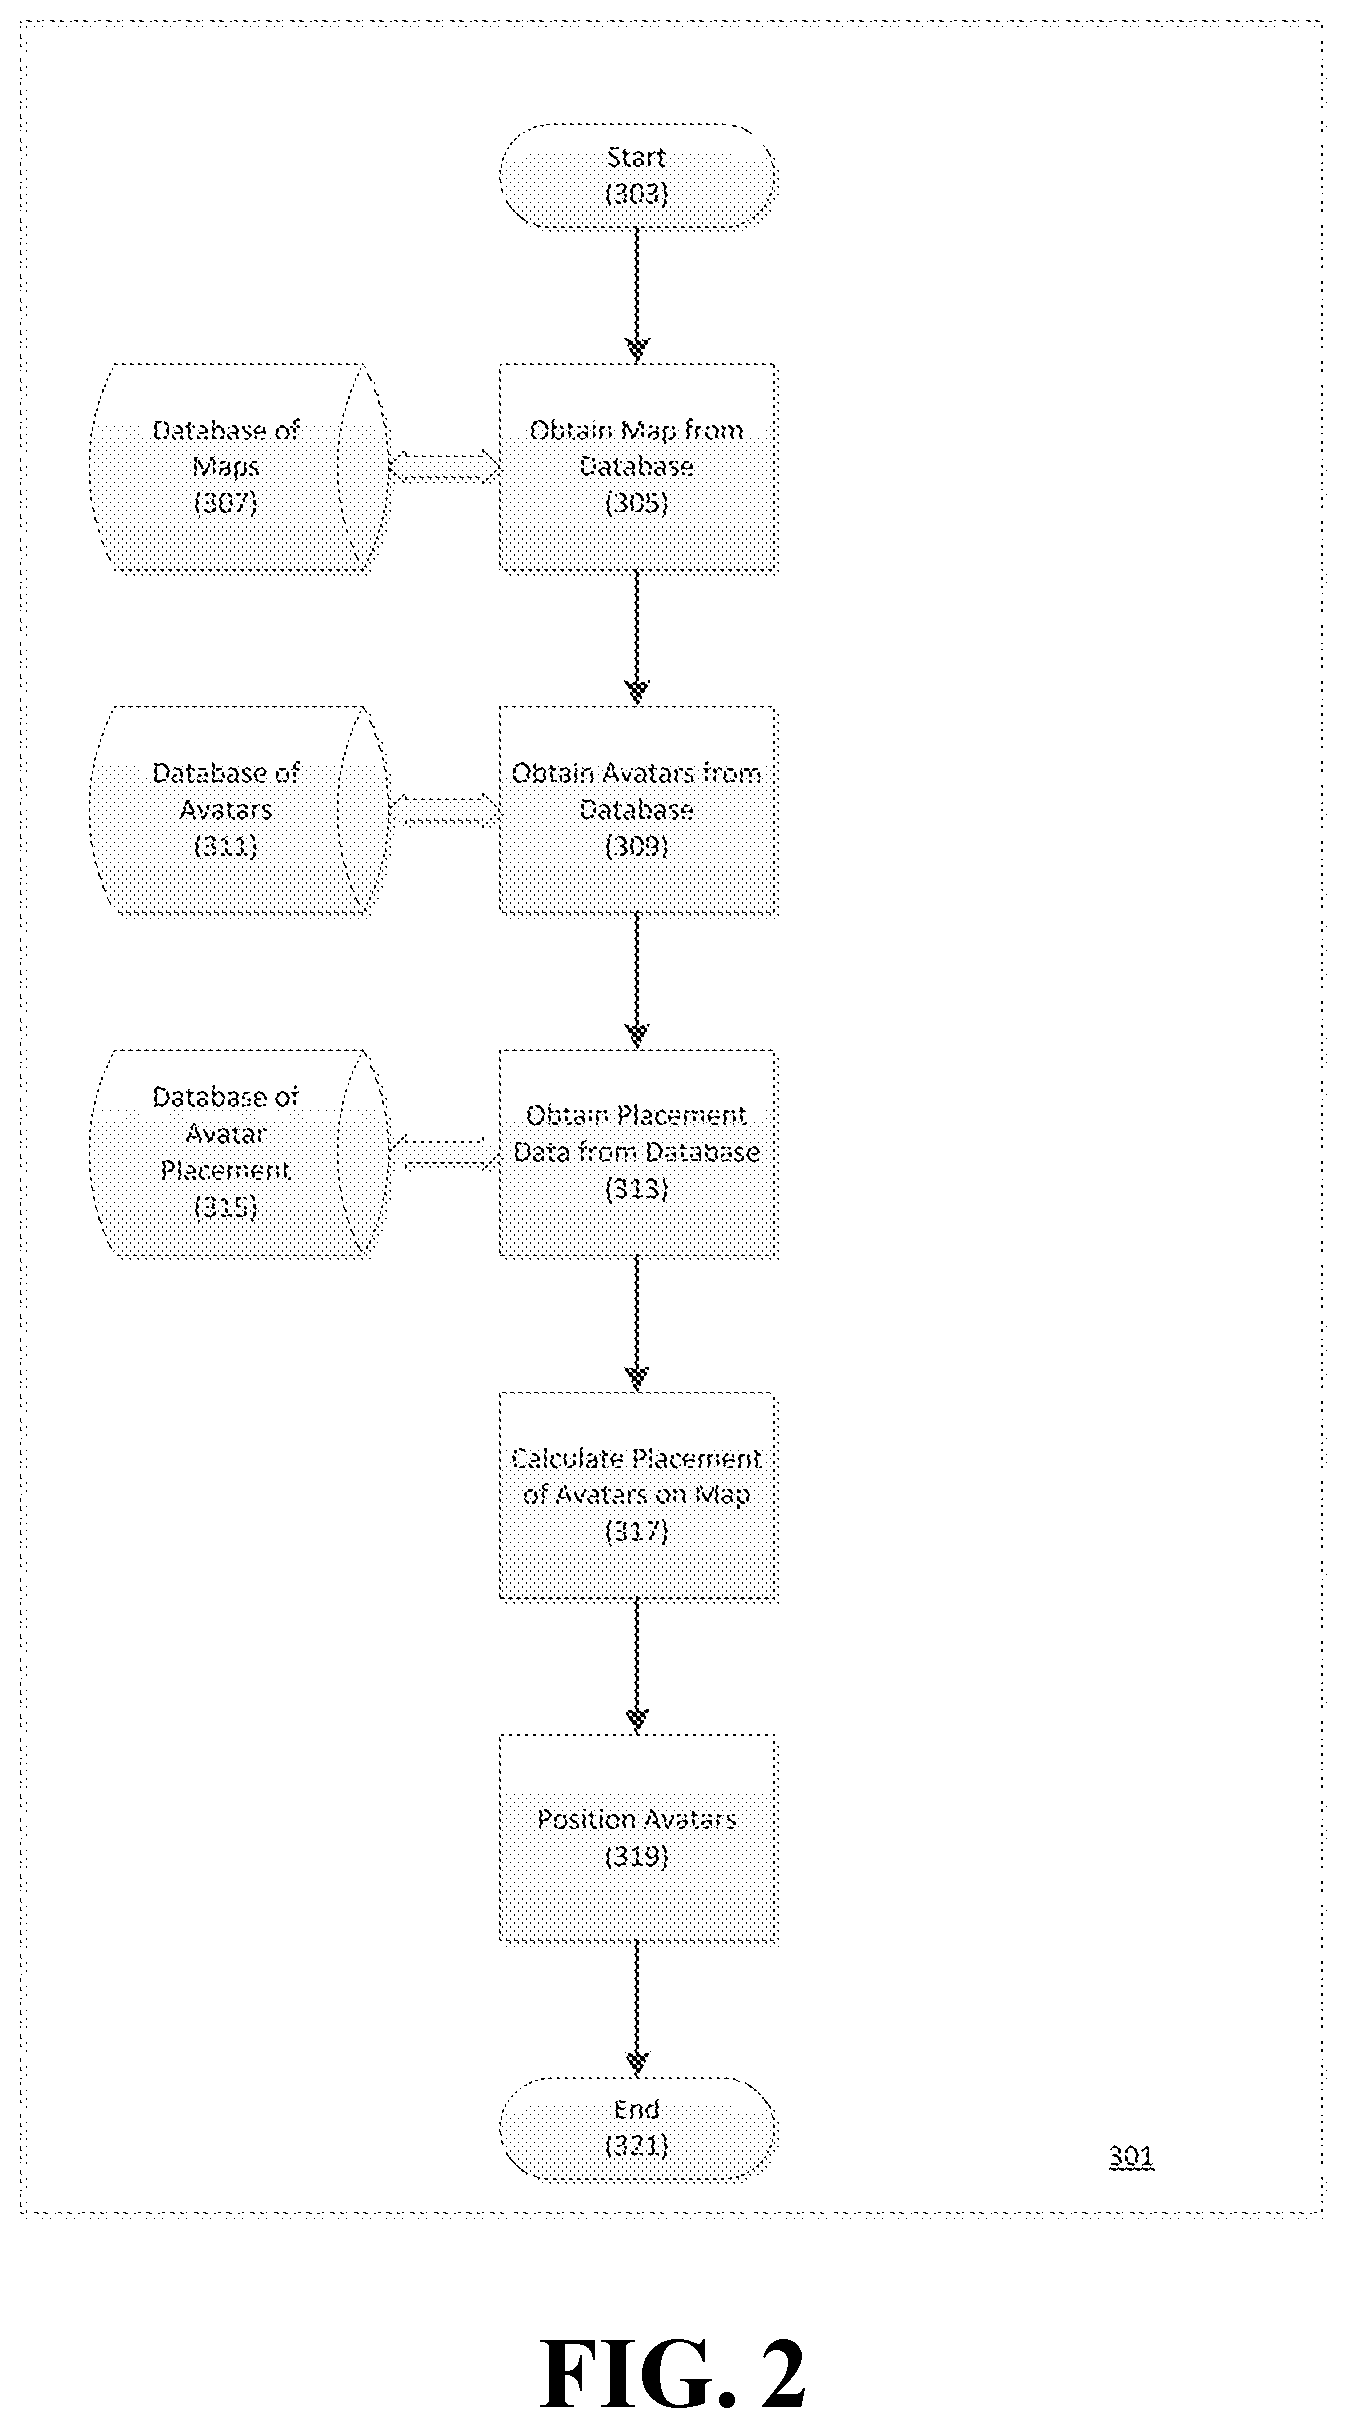 Start
(303)
Database of
Maps
(307)
Obtain Map from
Database
(305)
Database of
Avatars
(311)
Obtain Avatars from
Database
(309)
Database of
Avatar
Placement
(315)
Obtain Placement
Data from Database
(313)
Calculate Placement
of Avatars on Map
(317)
Position Avatars
(319)
End
(321)
301
FIG. 2